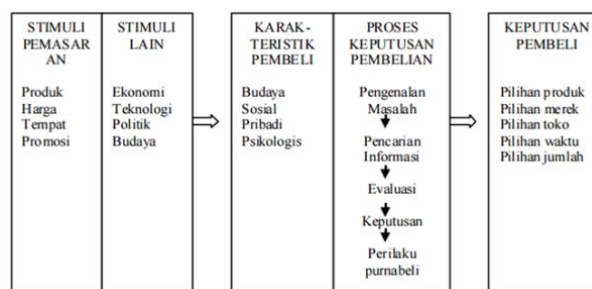 STIMULI
PEMASAR
AN
Produk
Harga
Tempat
Promosi
STIMULI
LAIN
Ekonomi
Teknologi
Politik
Budaya
KARAK-
TERISTIK
PEMBELI
Budaya
Sosial
Pribadi
Psikologis
PROSES
KEPUTUSAN
PEMBELIAN
Pengenalan
Masalah
Pencarian
Informasi
Evaluasi
Keputusan
Perilaku
purnabeli
KEPUTUSAN
PEMBELI
Pilihan produk
Pilihan merek
Pilihan toko
Pilihan waktu
Pilihan jumlah